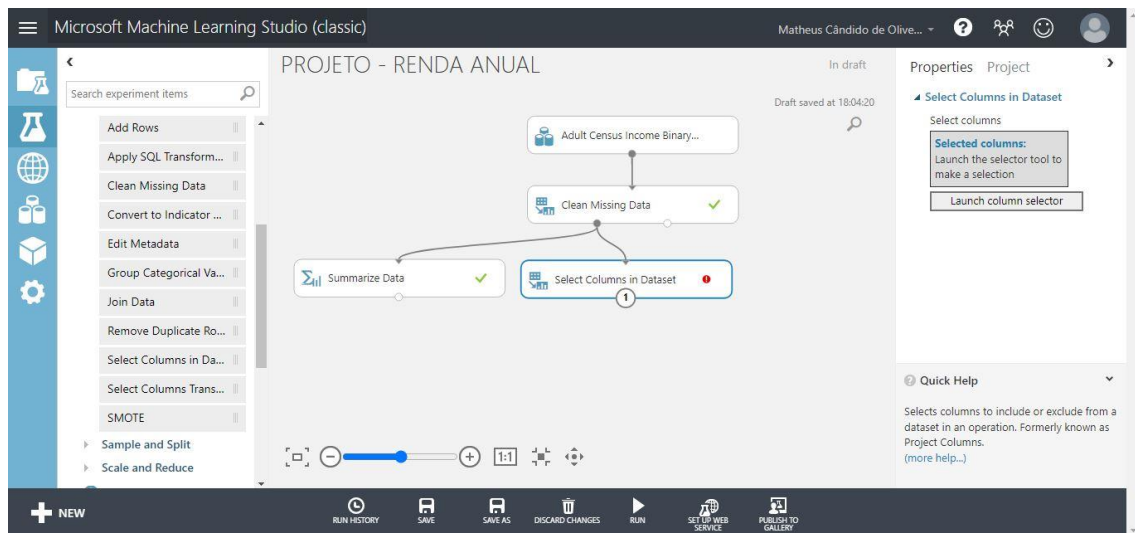 Microsoft Machine Learning Studio (classic)
Matheus Cândido de Olive...
?
Search experiment items
Add Rows
Apply SQL Transform...
Clean Missing Data
Convert to Indicator ...
Edit Metadata
Group Categorical Va...
Join Data
Remove Duplicate Ro...
Select Columns in Da...
Select Columns Trans...
SMOTE
Sample and Split
Scale and Reduce
PROJETO - RENDA ANUAL
In draft
Draft saved at 18:04:20
Adult Census Income Binary...
Clean Missing Data
Summarize Data
Select Columns in Dataset
1
1:1
Properties Project
Select Columns in Dataset
Select columns
Selected columns:
Launch the selector tool to
make a selection
Launch column selector
Quick Help
Selects columns to include or exclude from a
dataset in an operation. Formerly known as
Project Columns.
(more help...)
NEW
RUN HISTORY
SAVE
SAVE AS
DISCARD CHANGES
RUN
SET UP WEB
SERVICE
PUBLISH TO
GALLERY